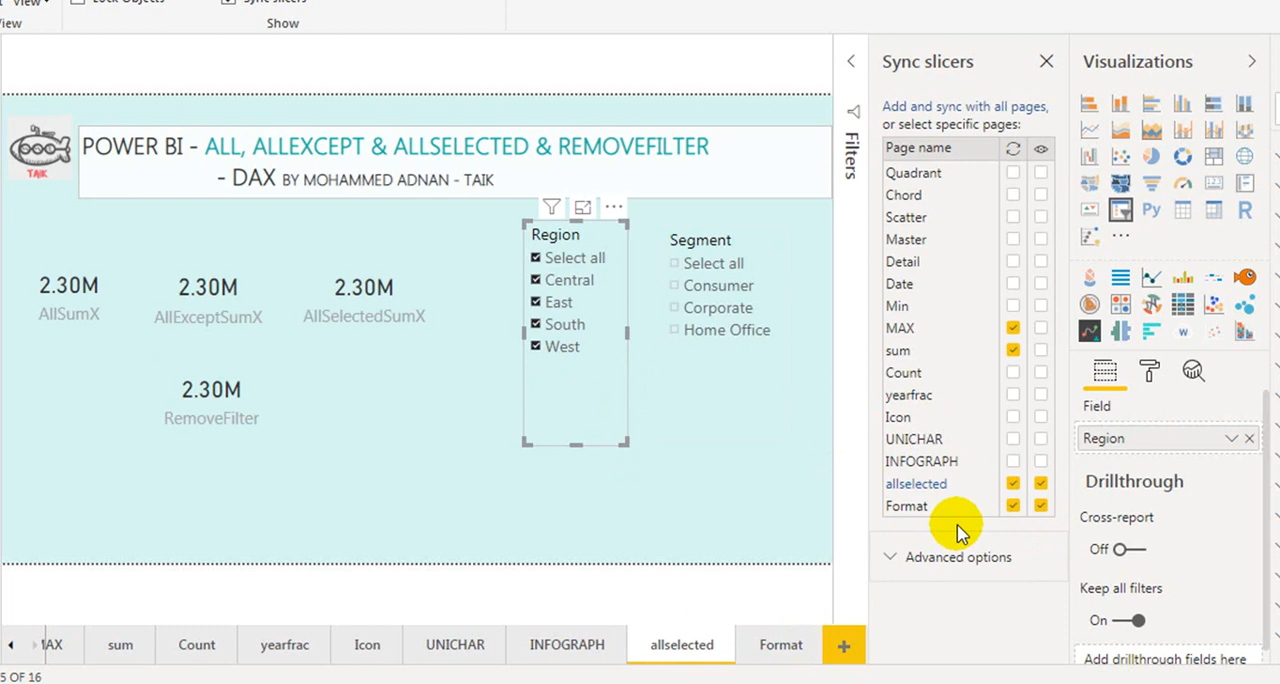 View
Lock Objects
Sync slicers
View
Show
POWER BI - ALL, ALLEXCEPT & ALLSELECTED & REMOVEFILTER
- DAX BY MOHAMMED ADNAN - TAIK
TAIK
2.30M
AllSumX
2.30M
AllExceptSumX
2.30M
AllSelectedSumX
2.30M
RemoveFilter
Region
Select all
Central
East
South
West
Segment
Select all
Consumer
Corporate
Home Office
Filters
Sync slicers
Add and sync with all pages,
or select specific pages:
Page name
Quadrant
Chord
Scatter
Master
Detail
Date
Min
MAX
sum
Count
yearfrac
Icon
UNICHAR
INFOGRAPH
allselected
Format
Advanced options
Visualizations
Py
R
W
Field
Region
Drillthrough
Cross-report
Off
Keep all filters
On
Add drillthrough fields here
MAX
sum
Count
yearfrac
Icon
UNICHAR
INFOGRAPH
allselected
Format
5 OF 16